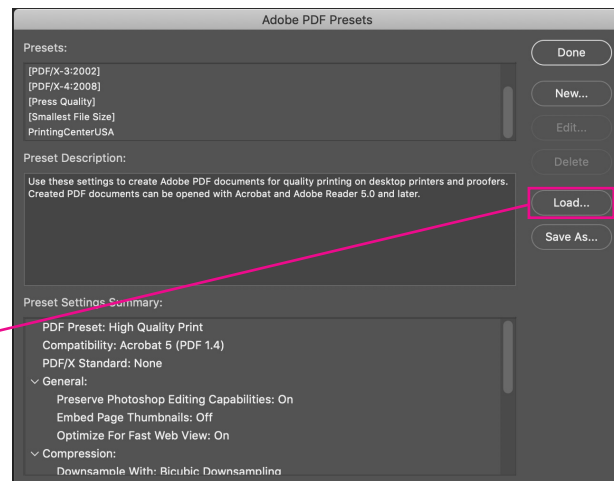 Adobe PDF Presets
Presets:
[PDF/X-3:2002]
[PDF/X-4:2008]
[Press Quality]
[Smallest File Size]
PrintingCenterUSA
Done
New...
Edit...
Delete
Load...
Save As...
Preset Description:
Use these settings to create Adobe PDF documents for quality printing on desktop printers and proofers.
Created PDF documents can be opened with Acrobat and Adobe Reader 5.0 and later.
Preset Settings Summary:
PDF Preset: High Quality Print
Compatibility: Acrobat 5 (PDF 1.4)
PDF/X Standard: None
General:
Preserve Photoshop Editing Capabilities: On
Embed Page Thumbnails: Off
Optimize For Fast Web View: On
Compression:
Downsample With: Bicubic Downsampling